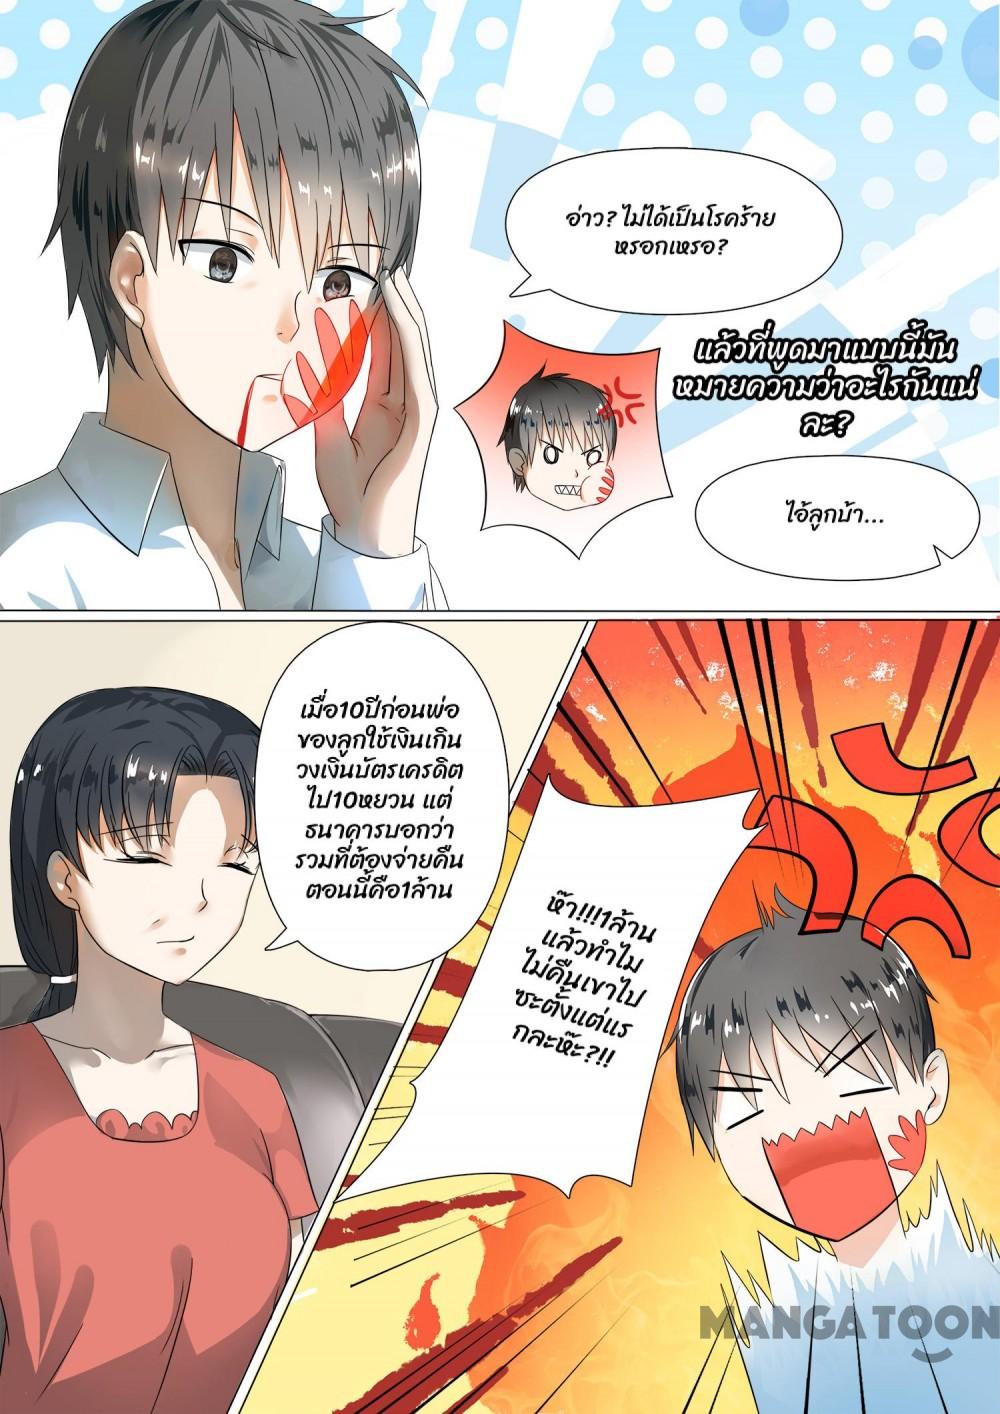 อ่าว? ไม่ได้เป็นโรคร้าย
หรอกเหรอ?
แล้วที่พูดมาแบบนี้มัน
หมายความว่าอะไรกันแน่
ละ?
ไอ้ลูกบ้า...
เมื่อ10ปีก่อนพ่อ
ของลูกใช้เงินเกิน
วงเงินบัตรเครดิต
ไป10หยวน แต่
ธนาคารบอกว่า
รวมที่ต้องจ่ายคืน
ตอนนี้คือ1ล้าน
ห๊า!!!1ล้าน
แล้วทำไม
ไม่คืนเขาไป
ซะตั้งแต่แร
กละห๊ะ?!!
MANGATOON